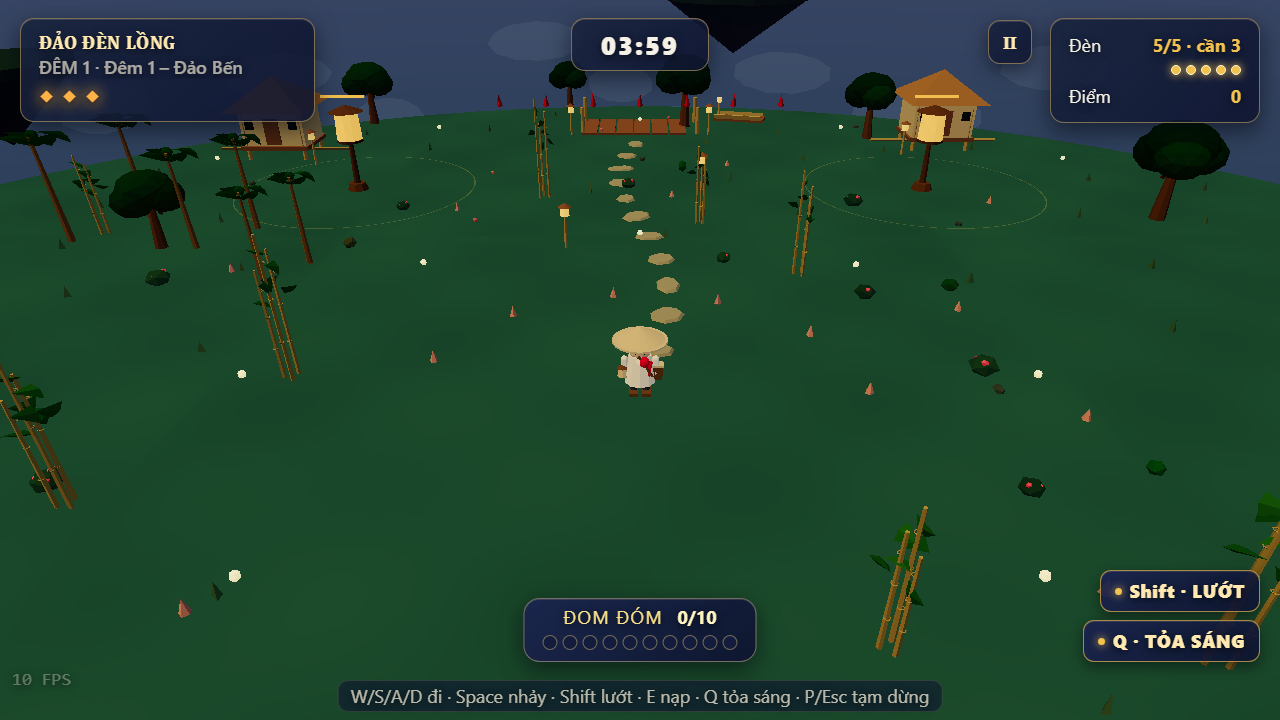 ĐẢO ĐÈN LỒNG
ĐÊM 1 · Đêm 1 – Đảo Bến
03:59
II
Đèn 5/5 · cần 3
Điểm 0
Shift · LƯỚT
Q · TỎA SÁNG
ĐOM ĐÓM 0/10
10 FPS
W/S/A/D đi · Space nhảy · Shift lướt · E nạp · Q tỏa sáng · P/Esc tạm dừng